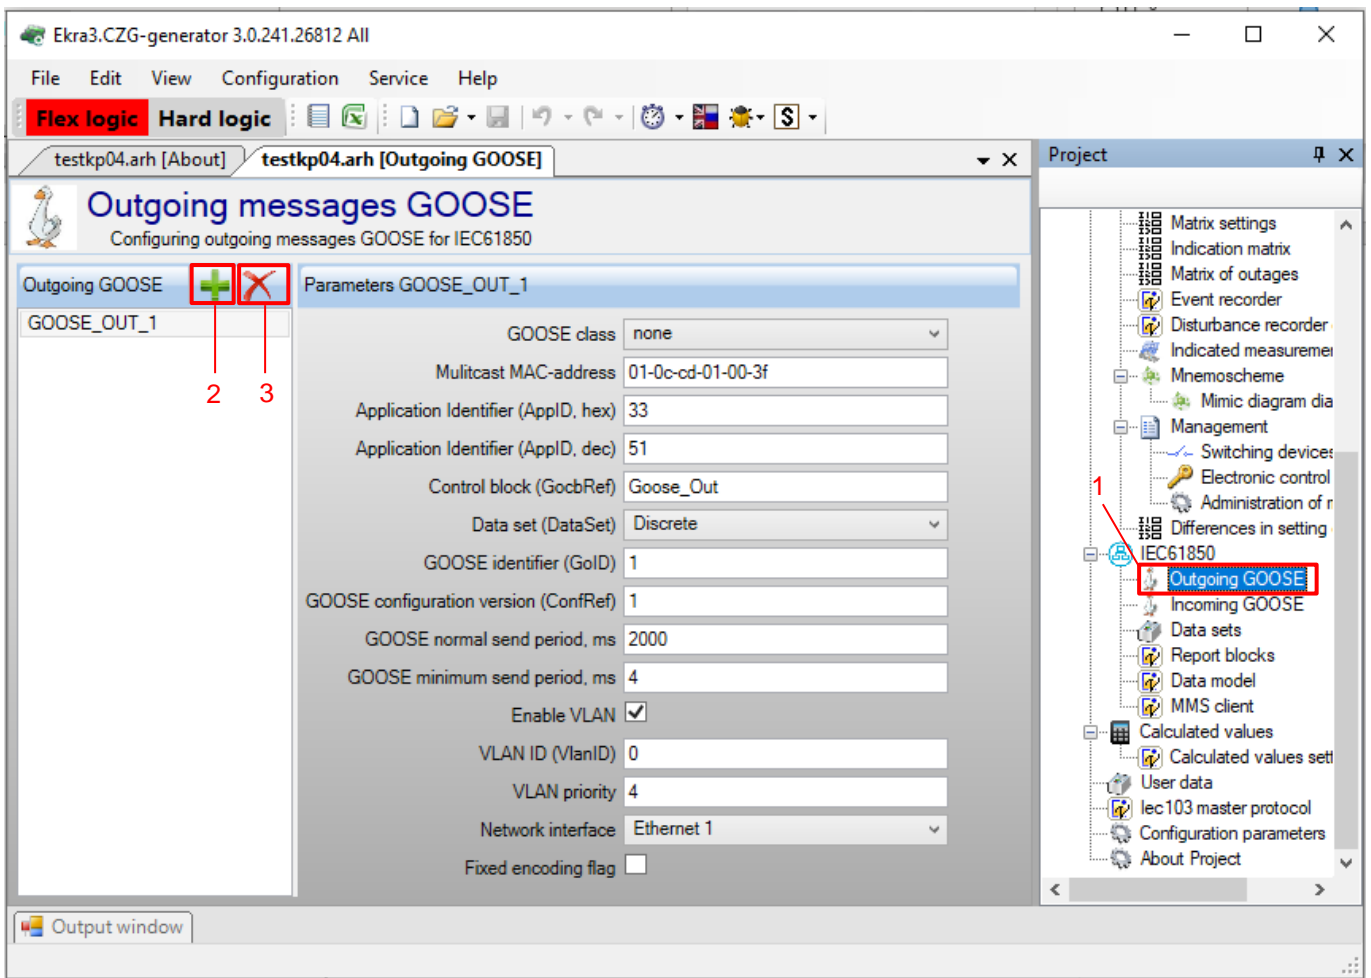 Ekra3.CZG-generator 3.0.241.26812 All
File Edit View Configuration Service Help
Flex logic Hard logic
testkp04.arh [About] testkp04.arh [Outgoing GOOSE]
Outgoing messages GOOSE
Configuring outgoing messages GOOSE for IEC61850
Outgoing GOOSE
GOOSE_OUT_1
2 3
Parameters GOOSE_OUT_1
GOOSE class none
Mulitcast MAC-address 01-0c-cd-01-00-3f
Application Identifier (AppID, hex) 33
Application Identifier (AppID, dec) 51
Control block (GocbRef) Goose_Out
Data set (DataSet) Discrete
GOOSE identifier (GoID) 1
GOOSE configuration version (ConfRef) 1
GOOSE normal send period, ms 2000
GOOSE minimum send period, ms 4
Enable VLAN
VLAN ID (VlanID) 0
VLAN priority 4
Network interface Ethernet 1
Fixed encoding flag
Project
Matrix settings
Indication matrix
Matrix of outages
Event recorder
Disturbance recorder
Indicated measuremer
Mnemoscheme
Mimic diagram dia
Management
Switching devices
Electronic control
1
Administration of r
Differences in setting
IEC61850
Outgoing GOOSE
Incoming GOOSE
Data sets
Report blocks
Data model
MMS client
Calculated values
Calculated values sett
User data
Iec103 master protocol
Configuration parameters
About Project
Output window